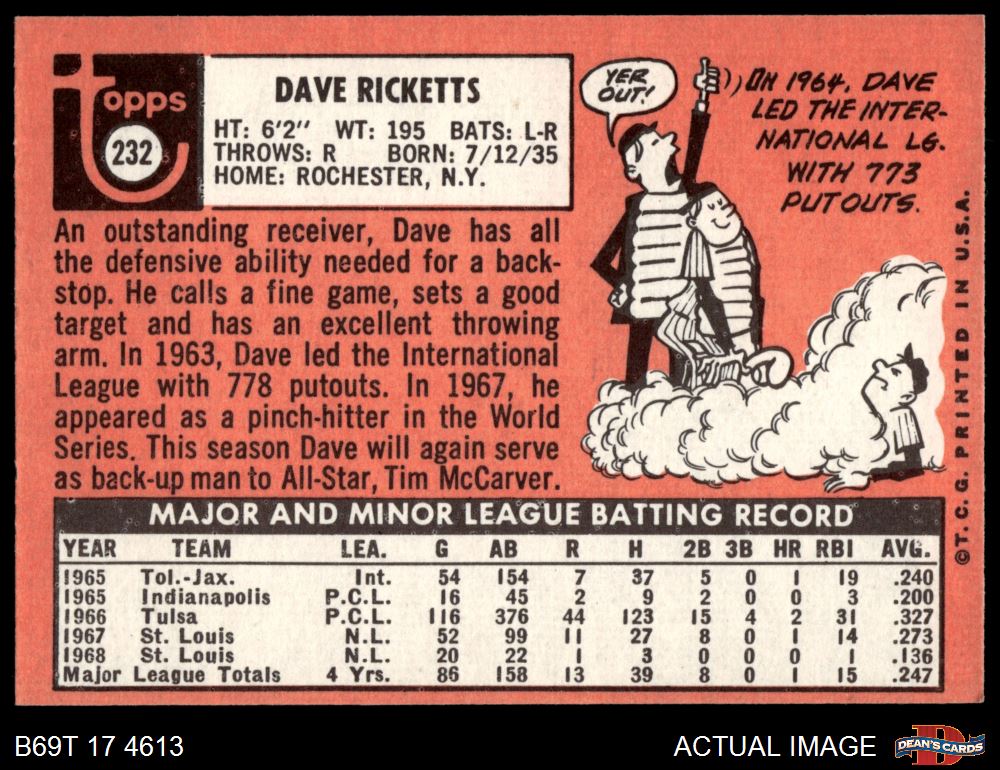 Topps
232
DAVE RICKETTS
HT: 6'2" WT: 195 BATS: L-R
THROWS: R BORN: 7/12/35
HOME: ROCHESTER, N.Y.
An outstanding receiver, Dave has all
the defensive ability needed for a back-
stop. He calls a fine game, sets a good
target and has an excellent throwing
arm. In 1963, Dave led the International
League with 778 putouts. In 1967, he
appeared as a pinch-hitter in the World
Series. This season Dave will again serve
as back-up man to All-Star, Tim McCarver.
YER
OUT!
IN 1964, DAVE
LED THE INTER-
NATIONAL LG.
WITH 773
PUTOUTS.
©T.C.G. PRINTED IN U.S.A.
MAJOR AND MINOR LEAGUE BATTING RECORD
YEAR TEAM LEA. G AB R H 2B 3B HR RBI AVG.
1965 Tol.-Jax. Int. 54 154 7 37 5 0 1 19 .240
1965 Indianapolis P.C.L. 16 45 2 9 2 0 0 3 .200
1966 Tulsa P.C.L. 116 376 44 123 15 4 2 31 .327
1967 St. Louis N.L. 52 99 11 27 8 0 1 14 .273
1968 St. Louis N.L. 20 22 1 3 0 0 0 1 .136
Major League Totals 4 Yrs. 86 158 13 39 8 0 1 15 .247
B69T 17 4613
ACTUAL IMAGE
DEAN'S CARDS